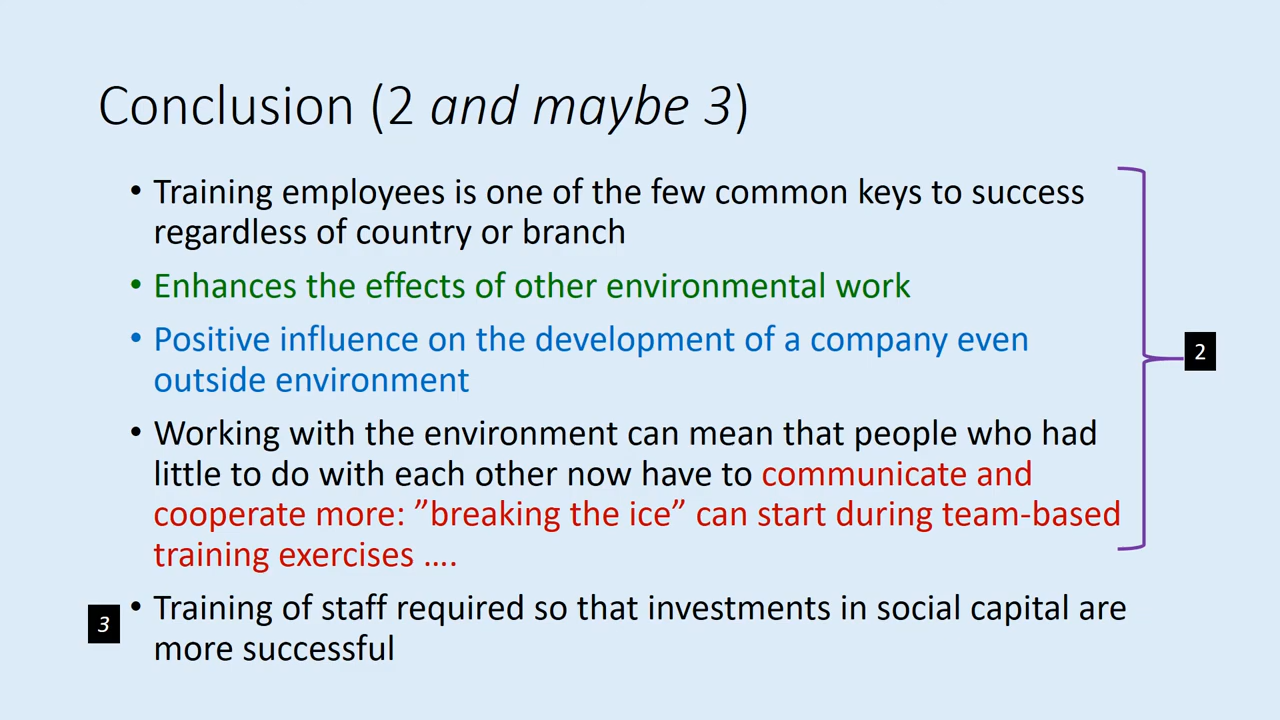 Conclusion (2 and maybe 3)
• Training employees is one of the few common keys to success
regardless of country or branch
• Enhances the effects of other environmental work
• Positive influence on the development of a company even
outside environment
2
• Working with the environment can mean that people who had
little to do with each other now have to communicate and
cooperate more: ”breaking the ice” can start during team-based
training exercises ….
3
• Training of staff required so that investments in social capital are
more successful